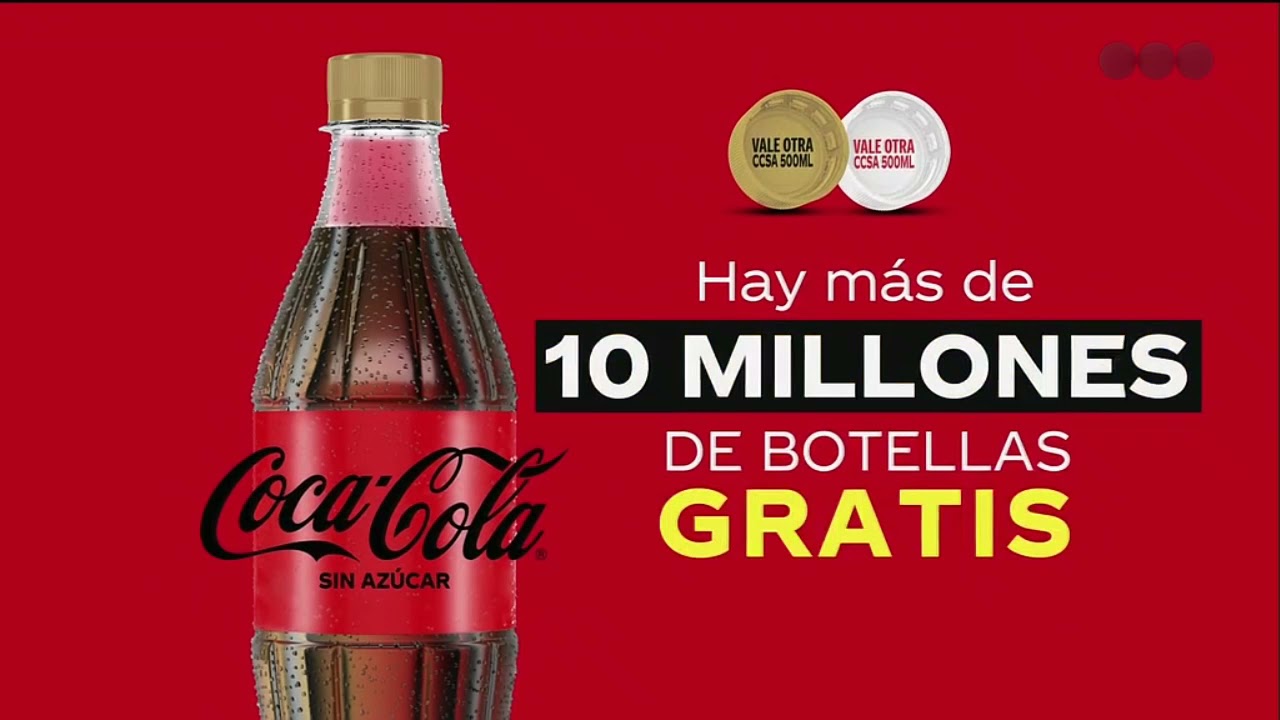 VALE OTRA
CCSA 500ML
VALE OTRA
CCSA 500ML
Hay más de
10 MILLONES
DE BOTELLAS
GRATIS
Coca-Cola®
SIN AZÚCAR